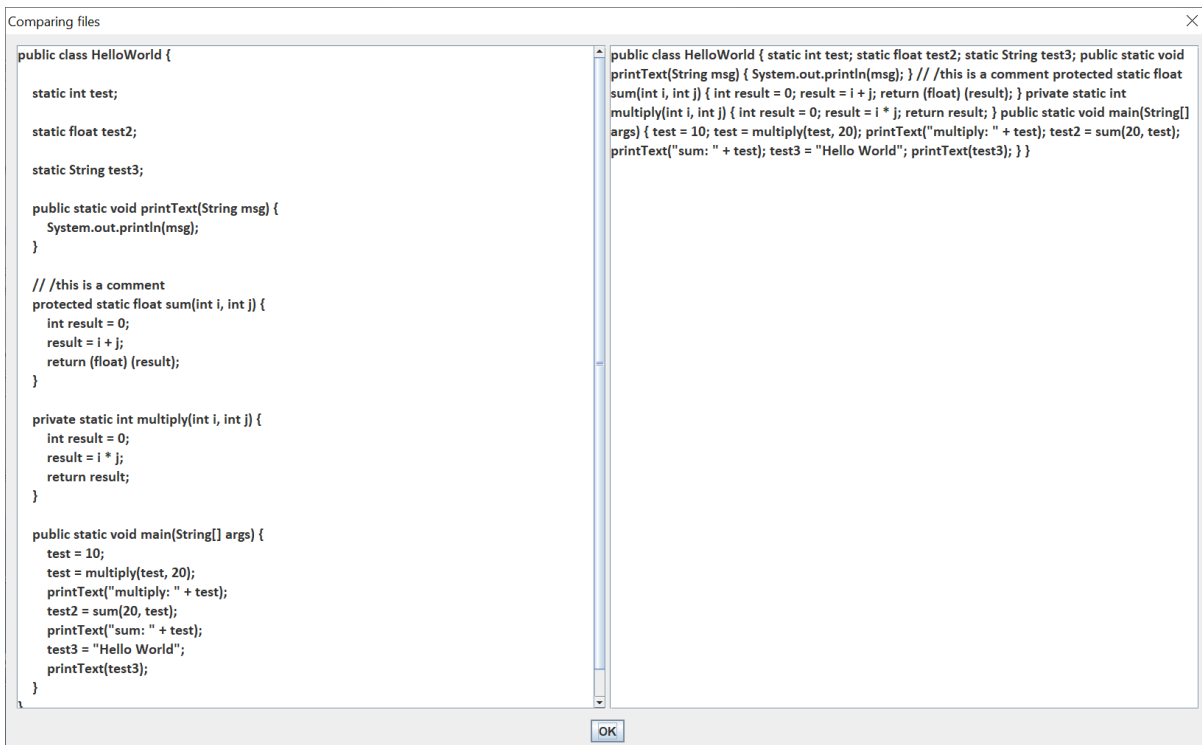 Comparing files
public class HelloWorld {
static int test;
static float test2;
static String test3;
public static void printText(String msg) {
System.out.println(msg);
}
// /this is a comment
protected static float sum(int i, int j) {
int result = 0;
result = i + j;
return (float) (result);
}
private static int multiply(int i, int j) {
int result = 0;
result = i * j;
return result;
}
public static void main(String[] args) {
test = 10;
test = multiply(test, 20);
printText("multiply: " + test);
test2 = sum(20, test);
printText("sum: " + test);
test3 = "Hello World";
printText(test3);
}
}
public class HelloWorld { static int test; static float test2; static String test3; public static void
printText(String msg) { System.out.println(msg); } // /this is a comment protected static float
sum(int i, int j) { int result = 0; result = i + j; return (float) (result); } private static int
multiply(int i, int j) { int result = 0; result = i * j; return result; } public static void main(String[]
args) { test = 10; test = multiply(test, 20); printText("multiply: " + test); test2 = sum(20, test);
printText("sum: " + test); test3 = "Hello World"; printText(test3); } }
OK